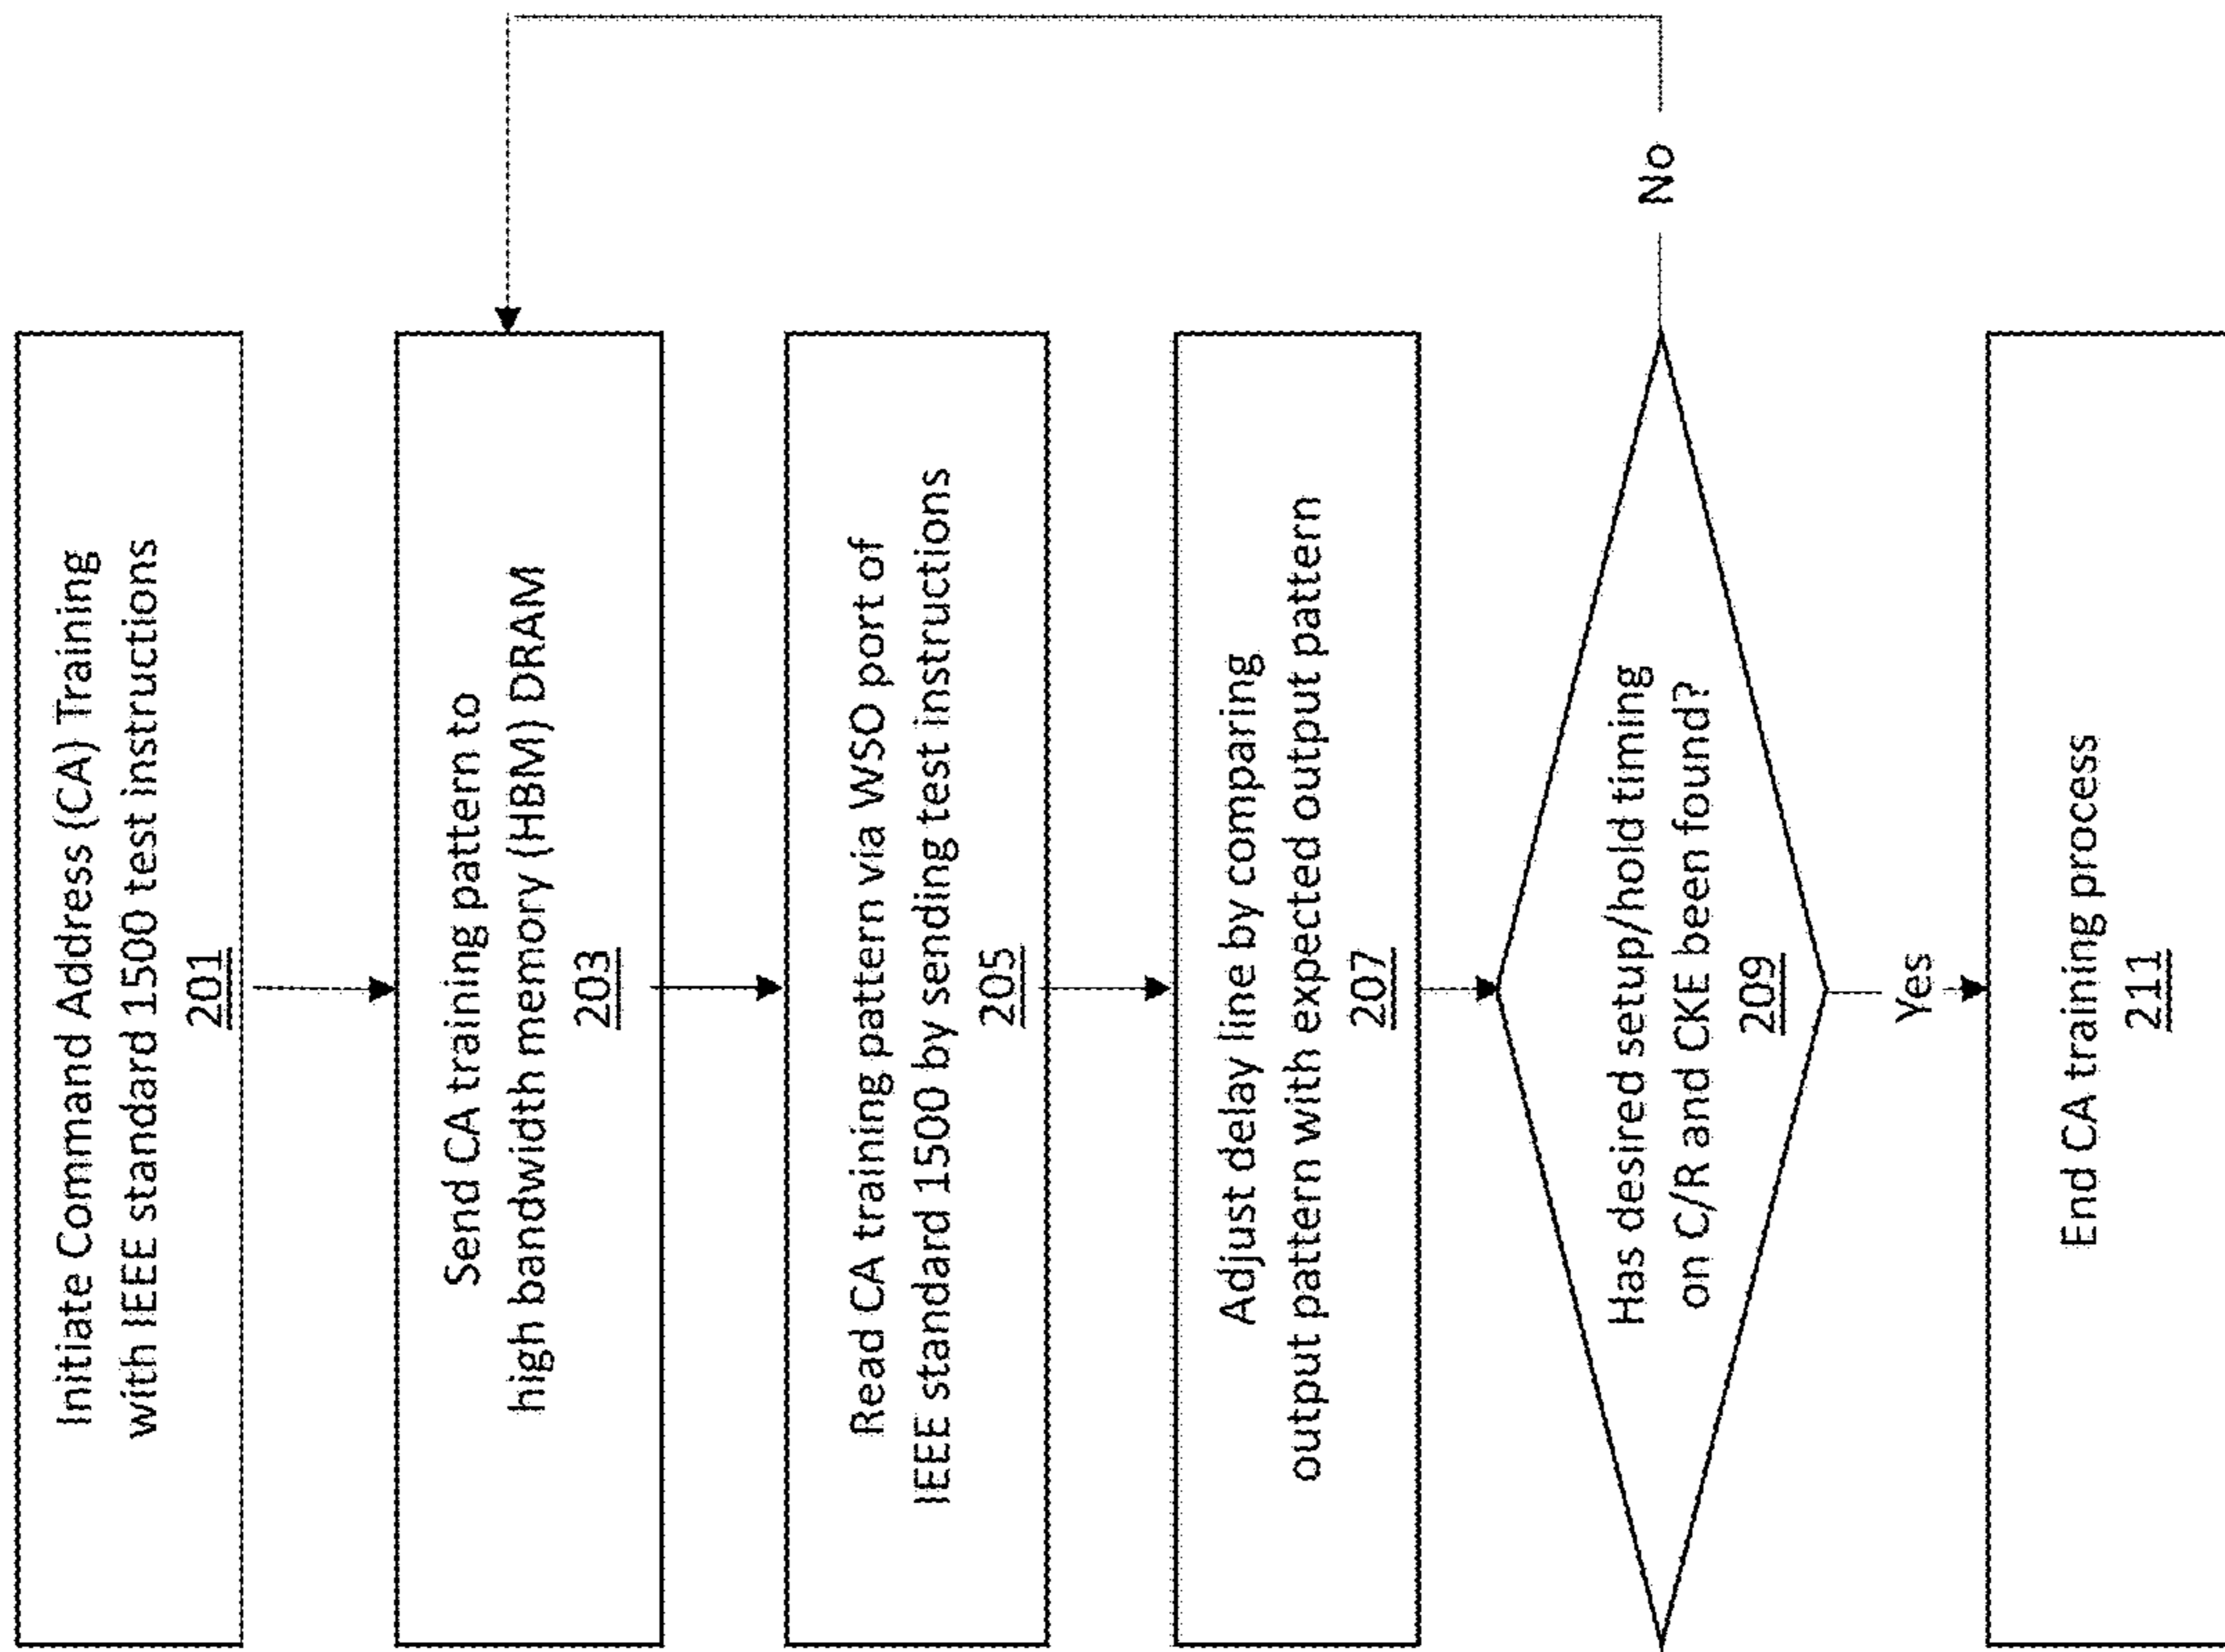 Initiate Command Address (CA) Training
with IEEE standard 1500 test instructions
201
Send CA training pattern to
high bandwidth memory (HBM) DRAM
203
Read CA training pattern via WSO port of
IEEE standard 1500 by sending test instructions
205
Adjust delay line by comparing
output pattern with expected output pattern
207
Has desired setup/hold timing
on C/R and CKE been found?
209
No
Yes
End CA training process
211